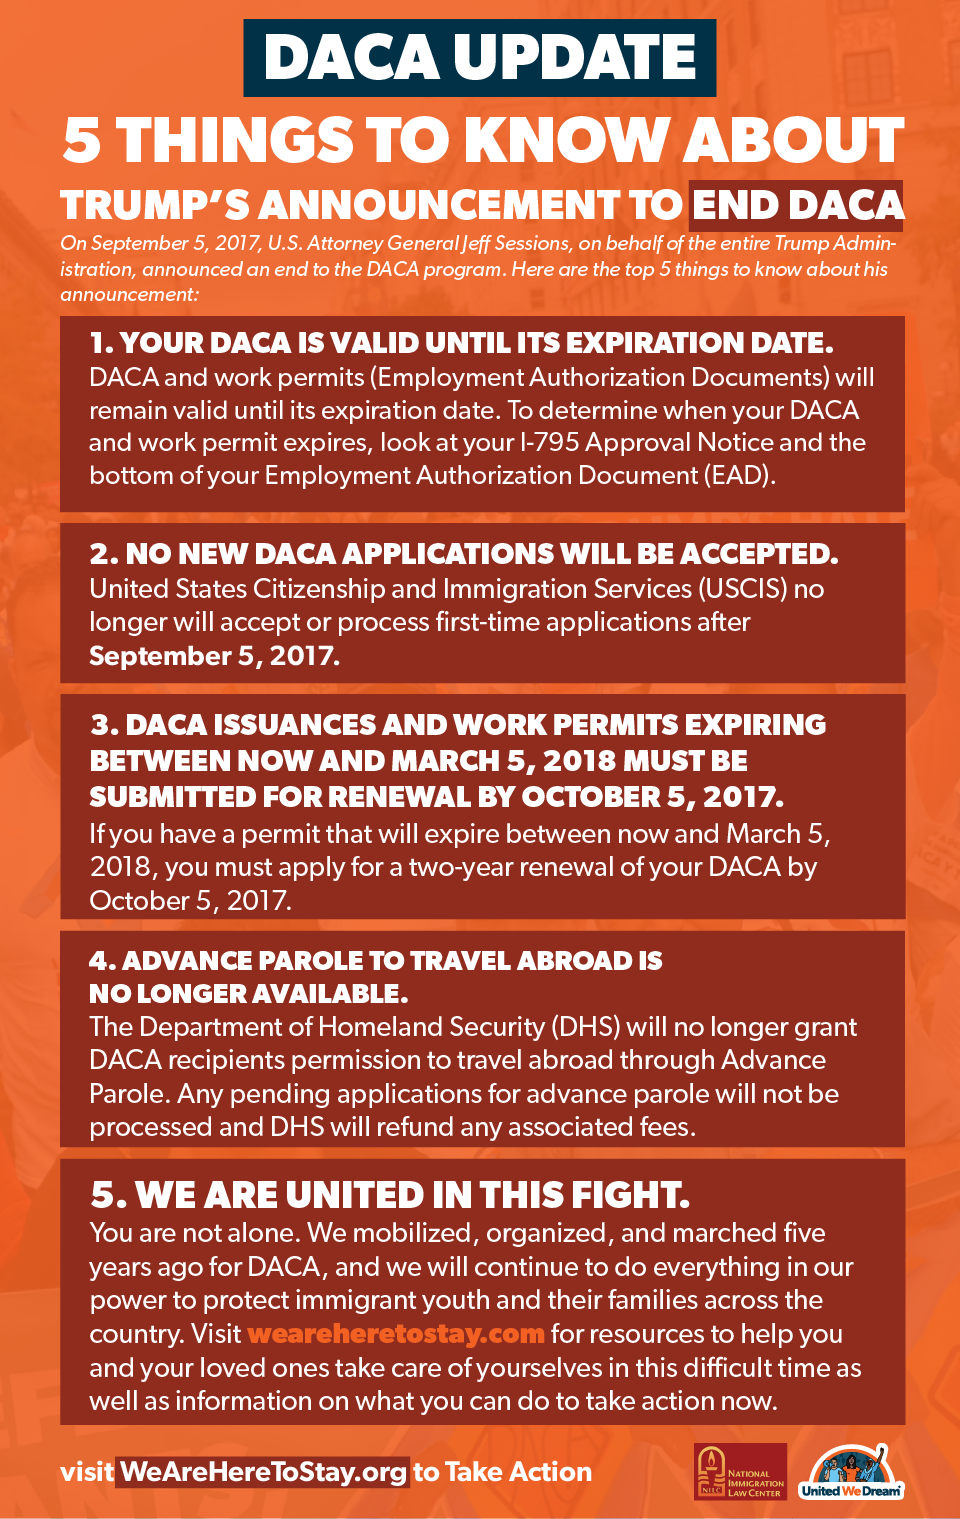 DACA UPDATE
5 THINGS TO KNOW ABOUT
TRUMP'S ANNOUNCEMENT TO END DACA
On September 5, 2017, U.S. Attorney General Jeff Sessions, on behalf of the entire Trump Admin-
istration, announced an end to the DACA program. Here are the top 5 things to know about his
announcement:
1. YOUR DACA IS VALID UNTIL ITS EXPIRATION DATE.
DACA and work permits (Employment Authorization Documents) will
remain valid until its expiration date. To determine when your DACA
and work permit expires, look at your I-795 Approval Notice and the
bottom of your Employment Authorization Document (EAD).
2. NO NEW DACA APPLICATIONS WILL BE ACCEPTED.
United States Citizenship and Immigration Services (USCIS) no
longer will accept or process first-time applications after
September 5, 2017.
3. DACA ISSUANCES AND WORK PERMITS EXPIRING
BETWEEN NOW AND MARCH 5, 2018 MUST BE
SUBMITTED FOR RENEWAL BY OCTOBER 5, 2017.
If you have a permit that will expire between now and March 5,
2018, you must apply for a two-year renewal of your DACA by
October 5, 2017.
4. ADVANCE PAROLE TO TRAVEL ABROAD IS
NO LONGER AVAILABLE.
The Department of Homeland Security (DHS) will no longer grant
DACA recipients permission to travel abroad through Advance
Parole. Any pending applications for advance parole will not be
processed and DHS will refund any associated fees.
5. WE ARE UNITED IN THIS FIGHT.
You are not alone. We mobilized, organized, and marched five
years ago for DACA, and we will continue to do everything in our
power to protect immigrant youth and their families across the
country. Visit weareheretostay.com for resources to help you
and your loved ones take care of yourselves in this difficult time as
well as information on what you can do to take action now.
visit WeAreHereToStay.org to Take Action
NILC
NATIONAL
IMMIGRATION
LAW CENTER
United We Dream